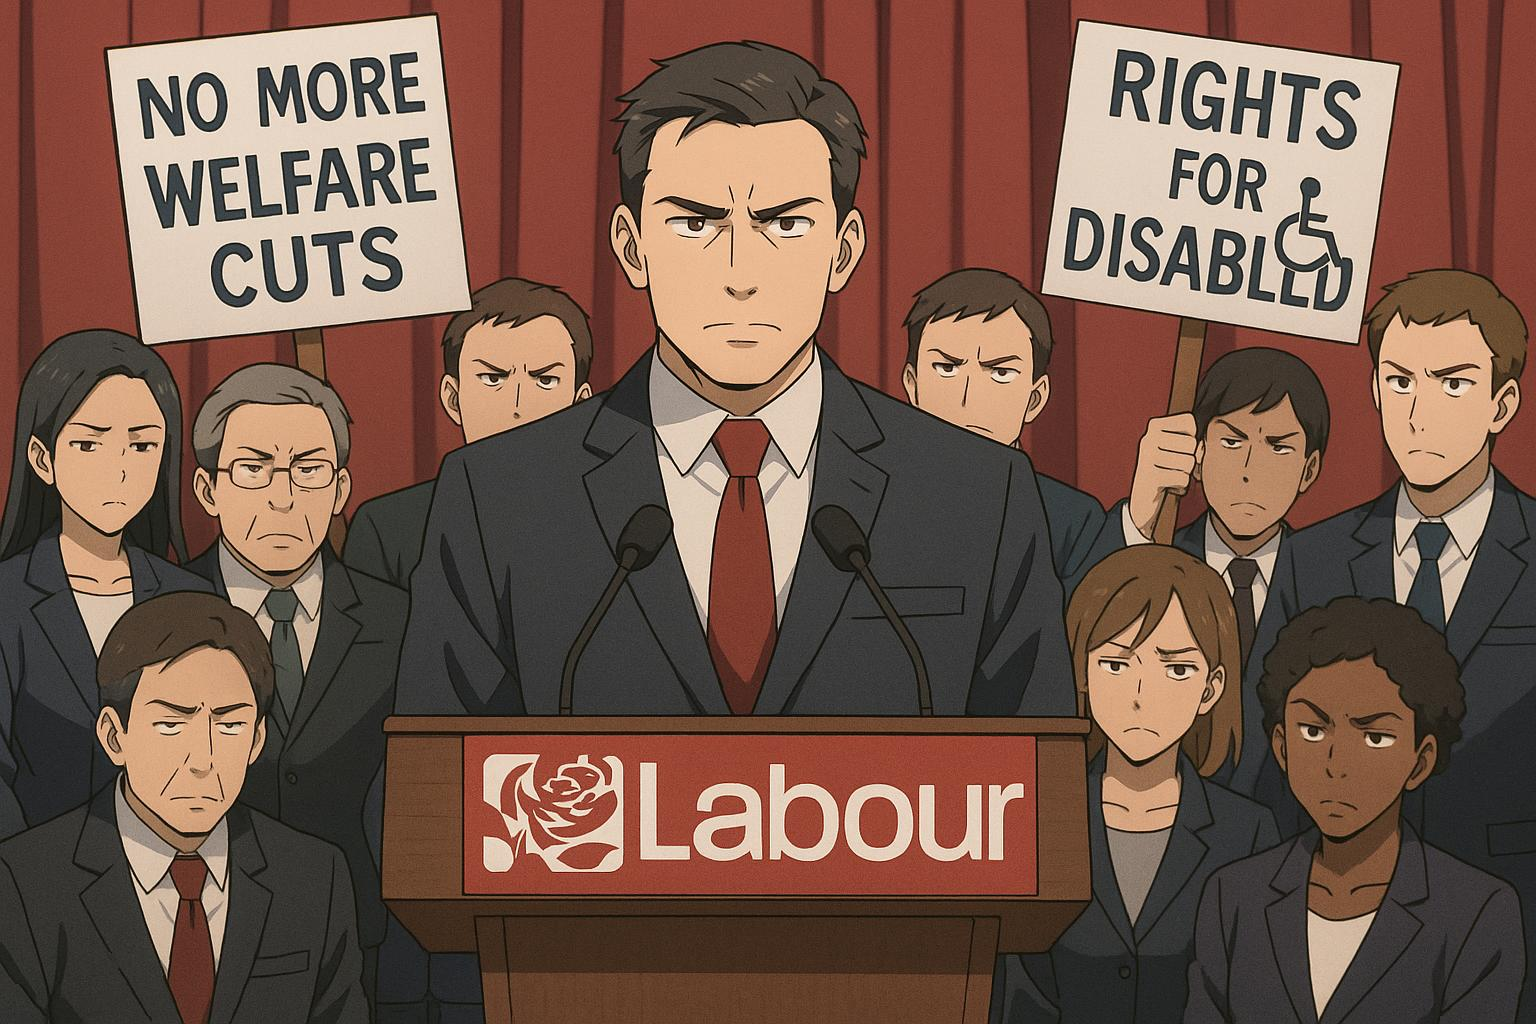 NO MORE
WELFARE
CUTS
RIGHTS
FOR
DISABLLD
Labour